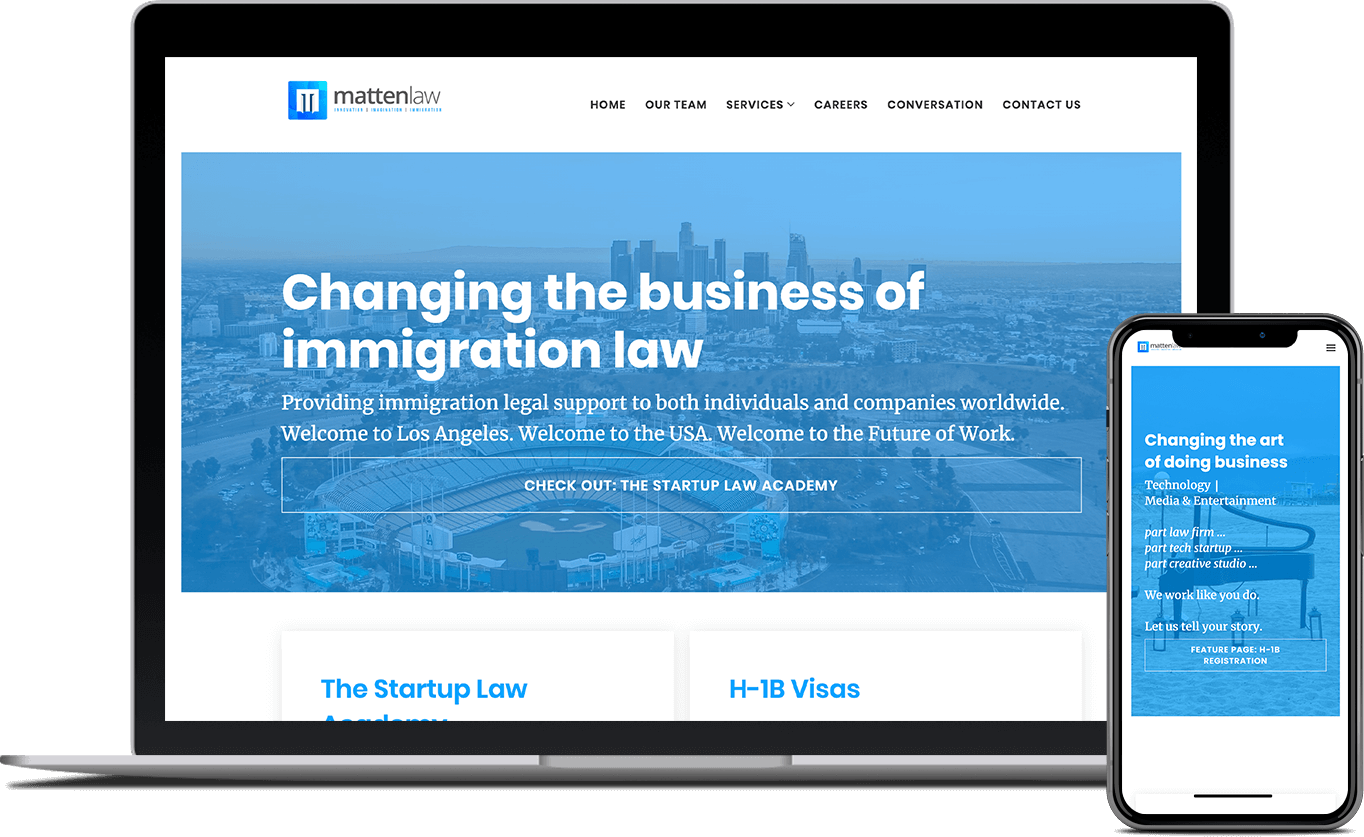 mattenlaw
INNOVATION | IMAGINATION | IMMIGRATION
HOME OUR TEAM SERVICES CAREERS CONVERSATION CONTACT US
Changing the business of
immigration law
Providing immigration legal support to both individuals and companies worldwide.
Welcome to Los Angeles. Welcome to the USA. Welcome to the Future of Work.
CHECK OUT: THE STARTUP LAW ACADEMY
The Startup Law
Academy
H-1B Visas
Changing the art
of doing business
Technology |
Media & Entertainment
part law firm ...
part tech startup ...
part creative studio ...
We work like you do.
Let us tell your story.
FEATURE PAGE: H-1B
REGISTRATION